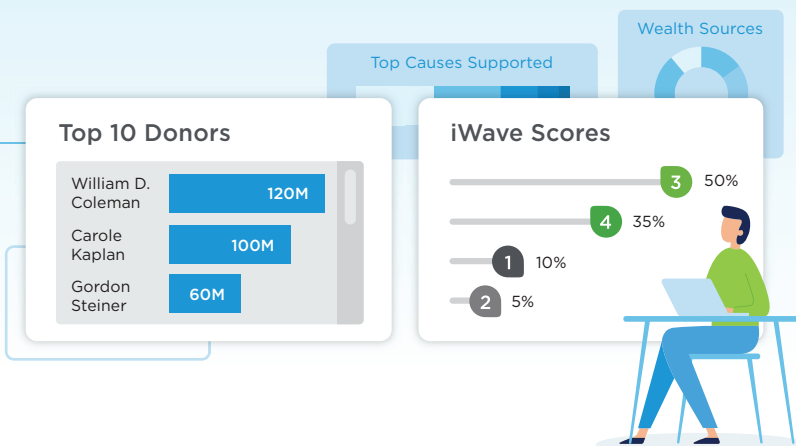 Wealth Sources
Top Causes Supported
Top 10 Donors
William D.
Coleman
120M
Carole
Kaplan
100M
Gordon
Steiner
60M
iWave Scores
3 50%
4 35%
1 10%
2 5%